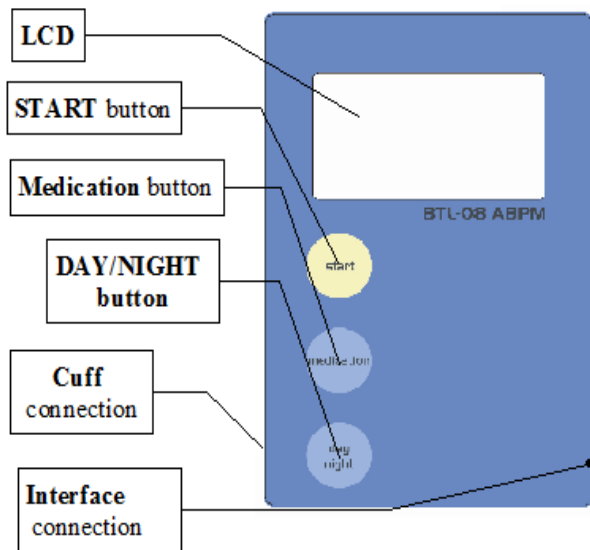 LCD
START button
Medication button
DAY/NIGHT
button
Cuff
connection
Interface
connection
BTL-08 ABPM
start
medication
day
night